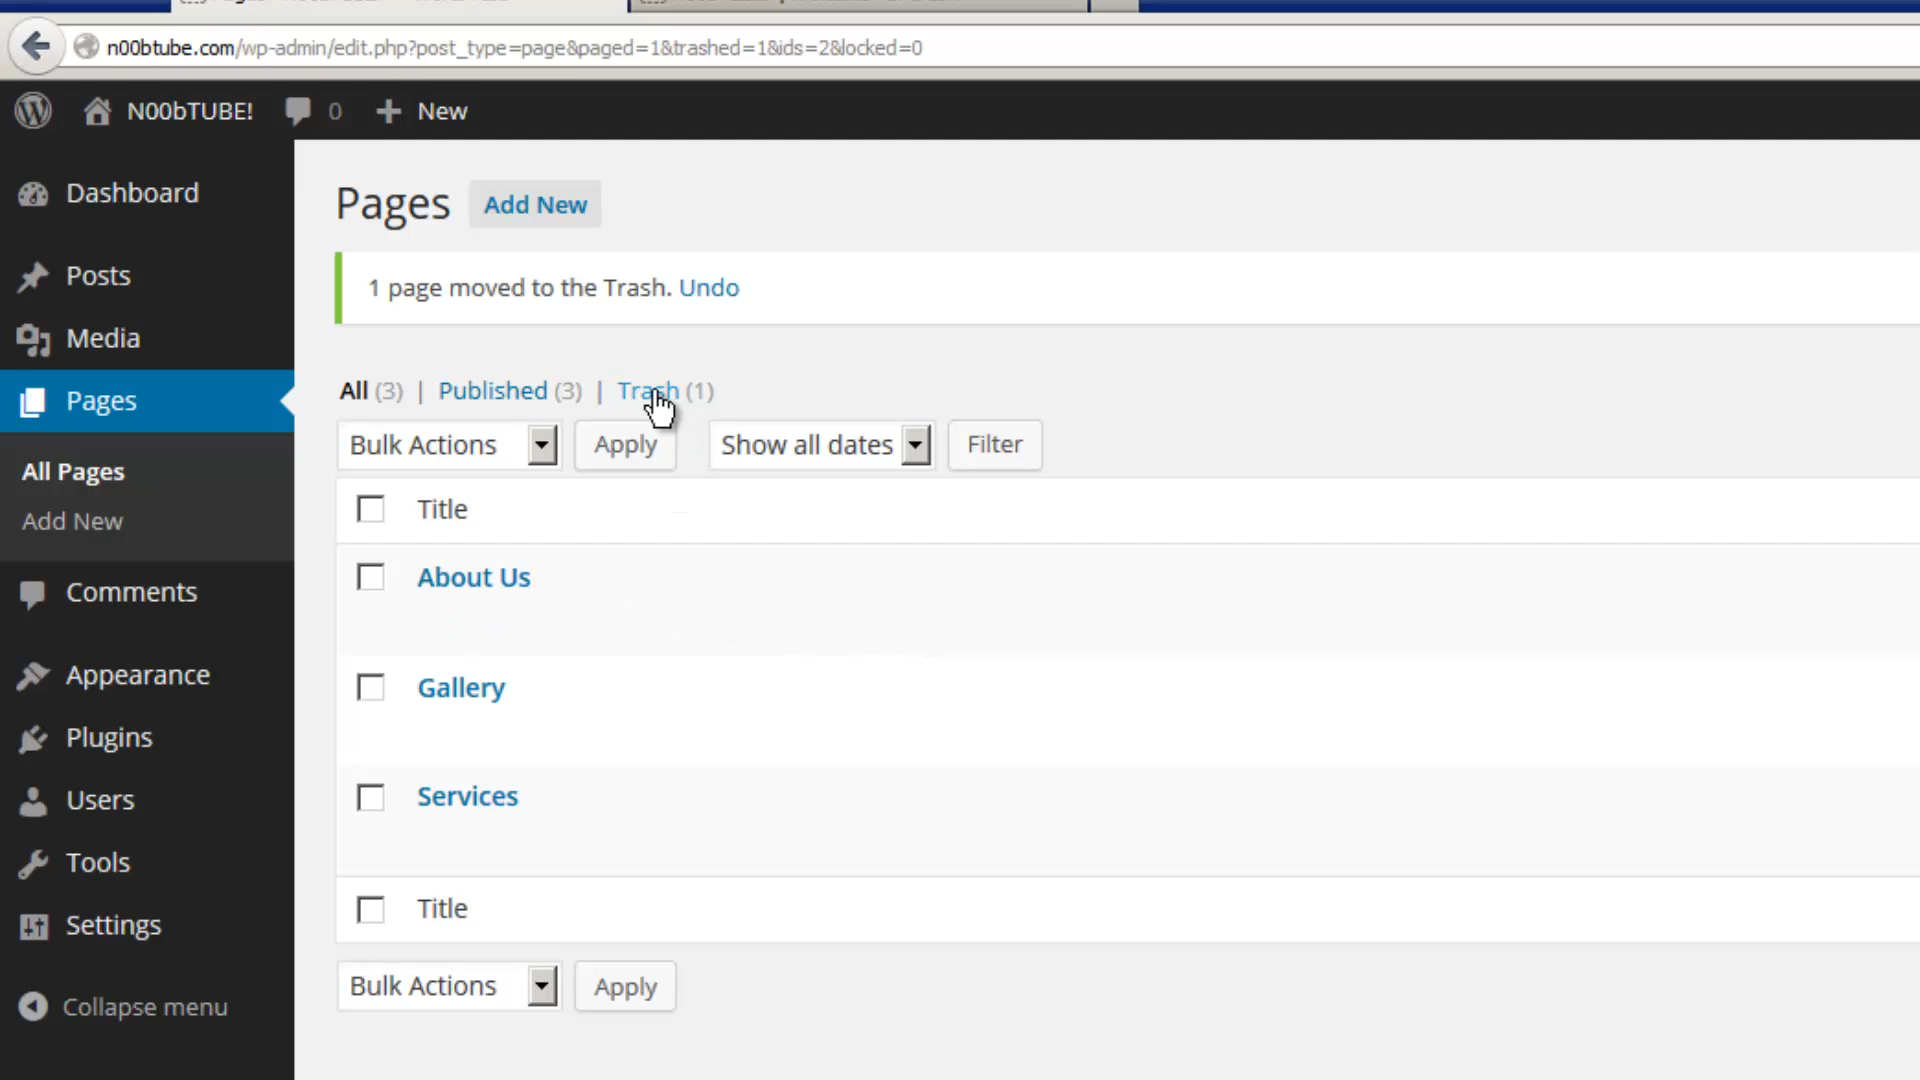 n00btube.com/wp-admin/edit.php?post_type=page&paged=1&trashed=1&ids=2&locked=0
N00bTUBE! 0 New
Dashboard
Posts
Media
Pages
All Pages
Add New
Comments
Appearance
Plugins
Users
Tools
Settings
Collapse menu
Pages Add New
1 page moved to the Trash. Undo
All (3) | Published (3) | Trash (1)
Bulk Actions Apply Show all dates Filter
Title
About Us
Gallery
Services
Title
Bulk Actions Apply